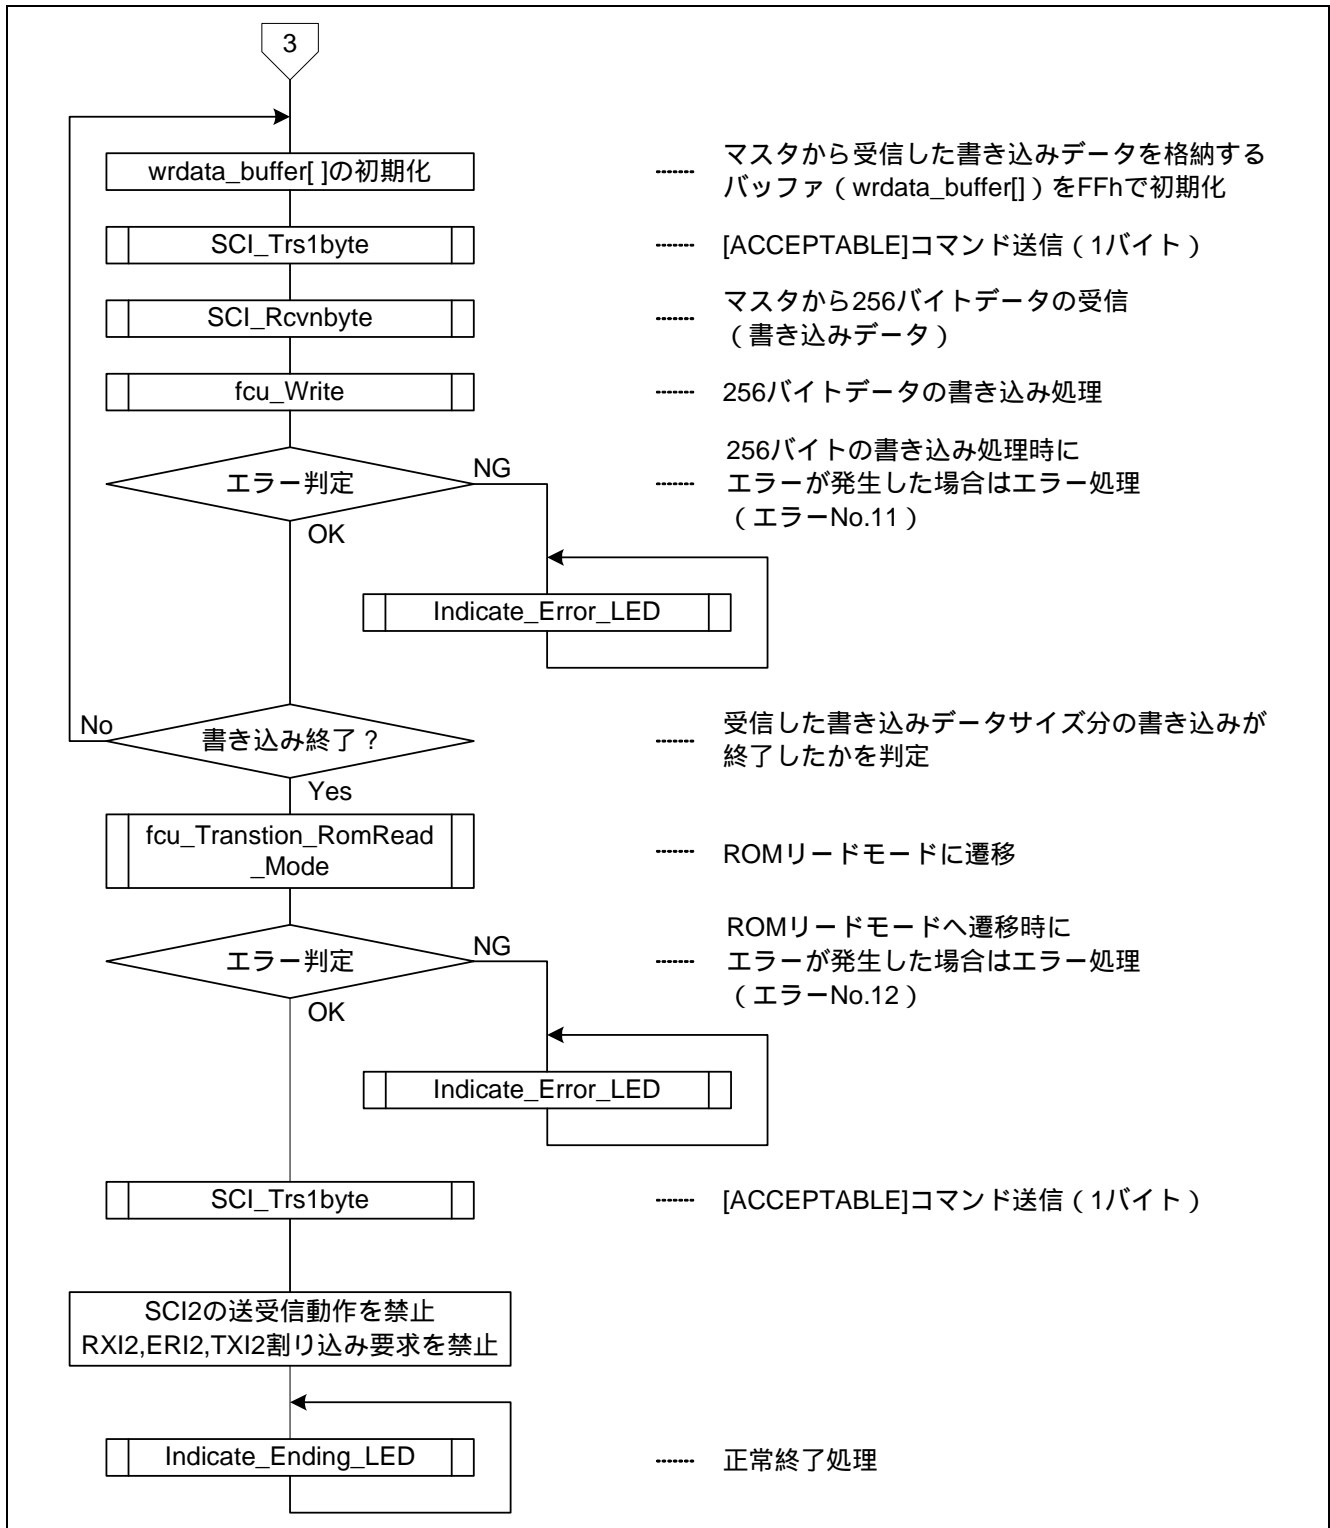 3
wrdata_buffer[ ]の初期化
マスタから受信した書き込みデータを格納する
バッファ（wrdata_buffer[]）をFFhで初期化
SCI_Trs1byte
[ACCEPTABLE]コマンド送信（1バイト）
SCI_Rcvnbyte
マスタから256バイトデータの受信
（書き込みデータ）
fcu_Write
256バイトデータの書き込み処理
エラー判定
NG
OK
256バイトの書き込み処理時に
エラーが発生した場合はエラー処理
（エラーNo.11）
Indicate_Error_LED
No
書き込み終了？
Yes
受信した書き込みデータサイズ分の書き込みが
終了したかを判定
fcu_Transtion_RomRead
_Mode
ROMリードモードに遷移
エラー判定
NG
OK
ROMリードモードへ遷移時に
エラーが発生した場合はエラー処理
（エラーNo.12）
Indicate_Error_LED
SCI_Trs1byte
[ACCEPTABLE]コマンド送信（1バイト）
SCI2の送受信動作を禁止
RXI2,ERI2,TXI2割り込み要求を禁止
Indicate_Ending_LED
正常終了処理